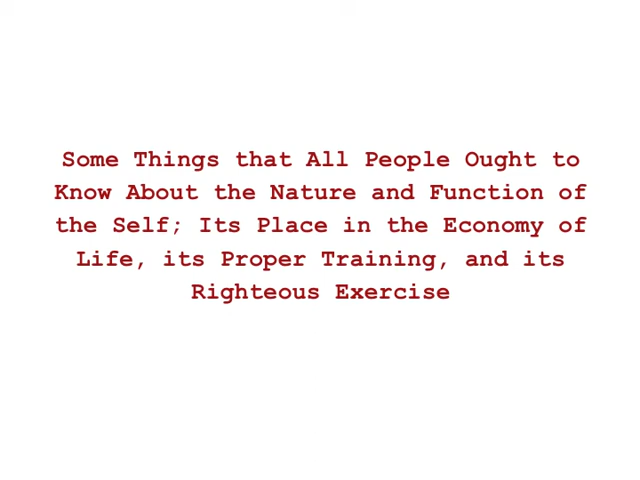 Some Things that All People Ought to
Know About the Nature and Function of
the Self; Its Place in the Economy of
Life, its Proper Training, and its
Righteous Exercise